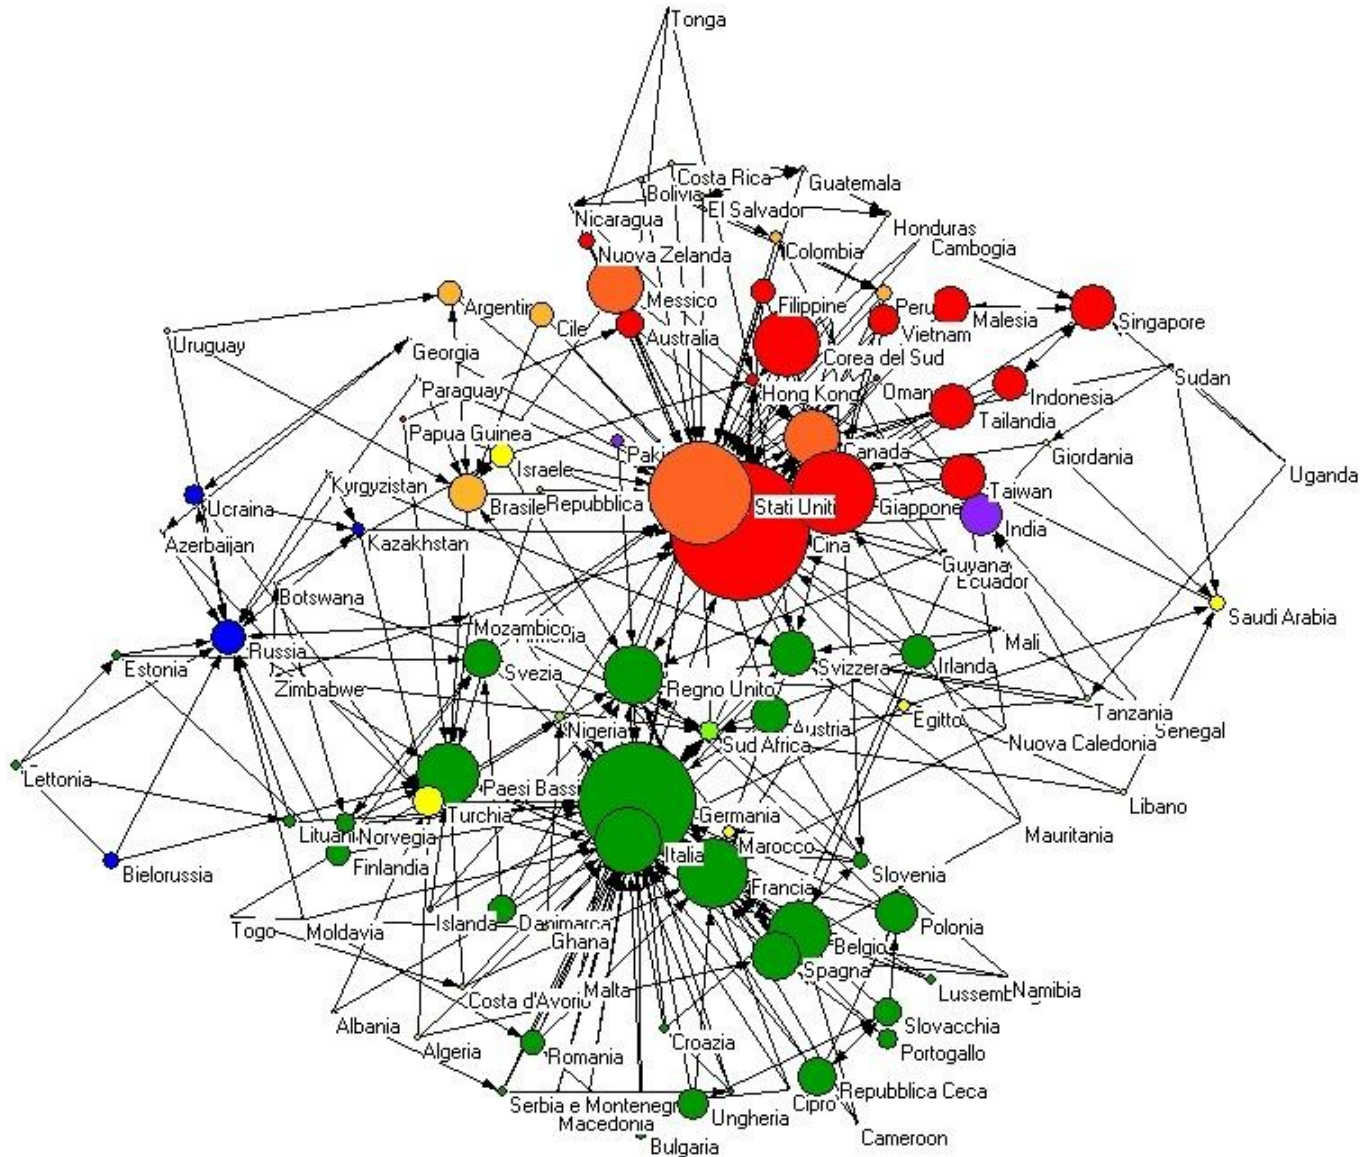 Tonga
Costa Rica
Guatemala
Bolivia
El Salvador
Nicaragua
Honduras
Colombia
Cambogia
Nuova Zelanda
Messico
Filippine
Argentin
Cile
Peru
Malesia
Singapore
Vietnam
Australia
Uruguay
Georgia
Corea del Sud
Sudan
Paraguay
Hong Kong
Oman
Indonesia
Tailandia
Papua Guinea
Paki
Canada
Giordania
Israele
Uganda
Kyrgyzistan
Repubblica
Taiwan
Ucraina
Brasile
Stati Uniti
Giappone
India
Azerbaijan
Kazakhstan
Cina
Guyana
Ecuador
Botswana
Saudi Arabia
Mozambico
Mali
Russia
Estonia
Svezia
Svizzera
Irlanda
Zimbabwe
Regno Unito
Tanzania
Egitto
Nigeria
Austria
Senegal
Sud Africa
Nuova Caledonia
Lettonia
Paesi Bassi
Libano
Turchia
Germania
Mauritania
Lituani
Norvegia
Marocco
Italia
Finlandia
Bielorussia
Slovenia
Francia
Togo
Moldavia
Islanda
Danimarca
Polonia
Ghana
Belgio
Spagna
Malta
Lussem
Namibia
Costa d'Avorio
Albania
Slovacchia
Algeria
Romania
Croazia
Portogallo
Repubblica Ceca
Serbia e Montenegr
Cipro
Ungheria
Macedonia
Cameroon
Bulgaria